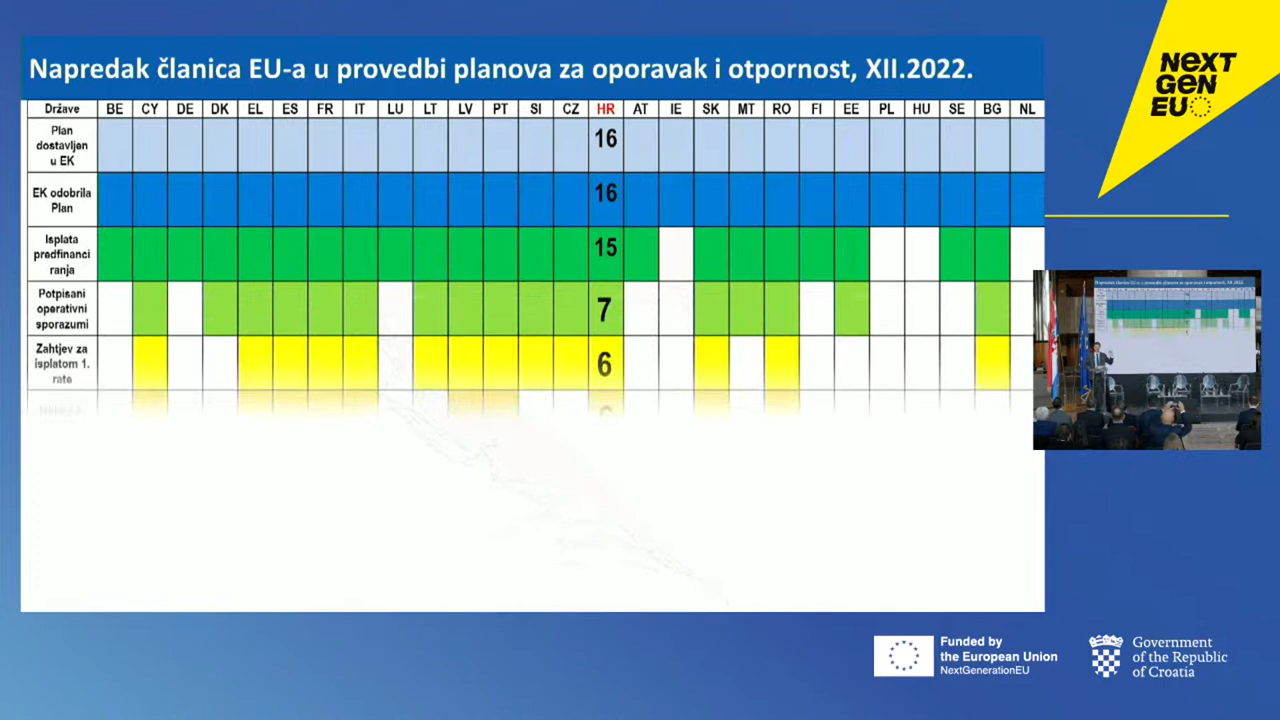 Napredak članica EU-a u provedbi planova za oporavak i otpornost, XII.2022.
Države BE CY DE DK EL ES FR IT LU LT LV PT SI CZ HR AT IE SK MT RO FI EE PL HU SE BG NL
Plan
dostavljen
u EK
16
EK odobrila
Plan
16
Isplata
predfinanci
ranja
15
Potpisani
operativni
sporazumi
7
Zahtjev za
isplatom 1.
rate
6
NEXT
GEN
EU
Funded by
the European Union
NextGenerationEU
Government
of the Republic
of Croatia